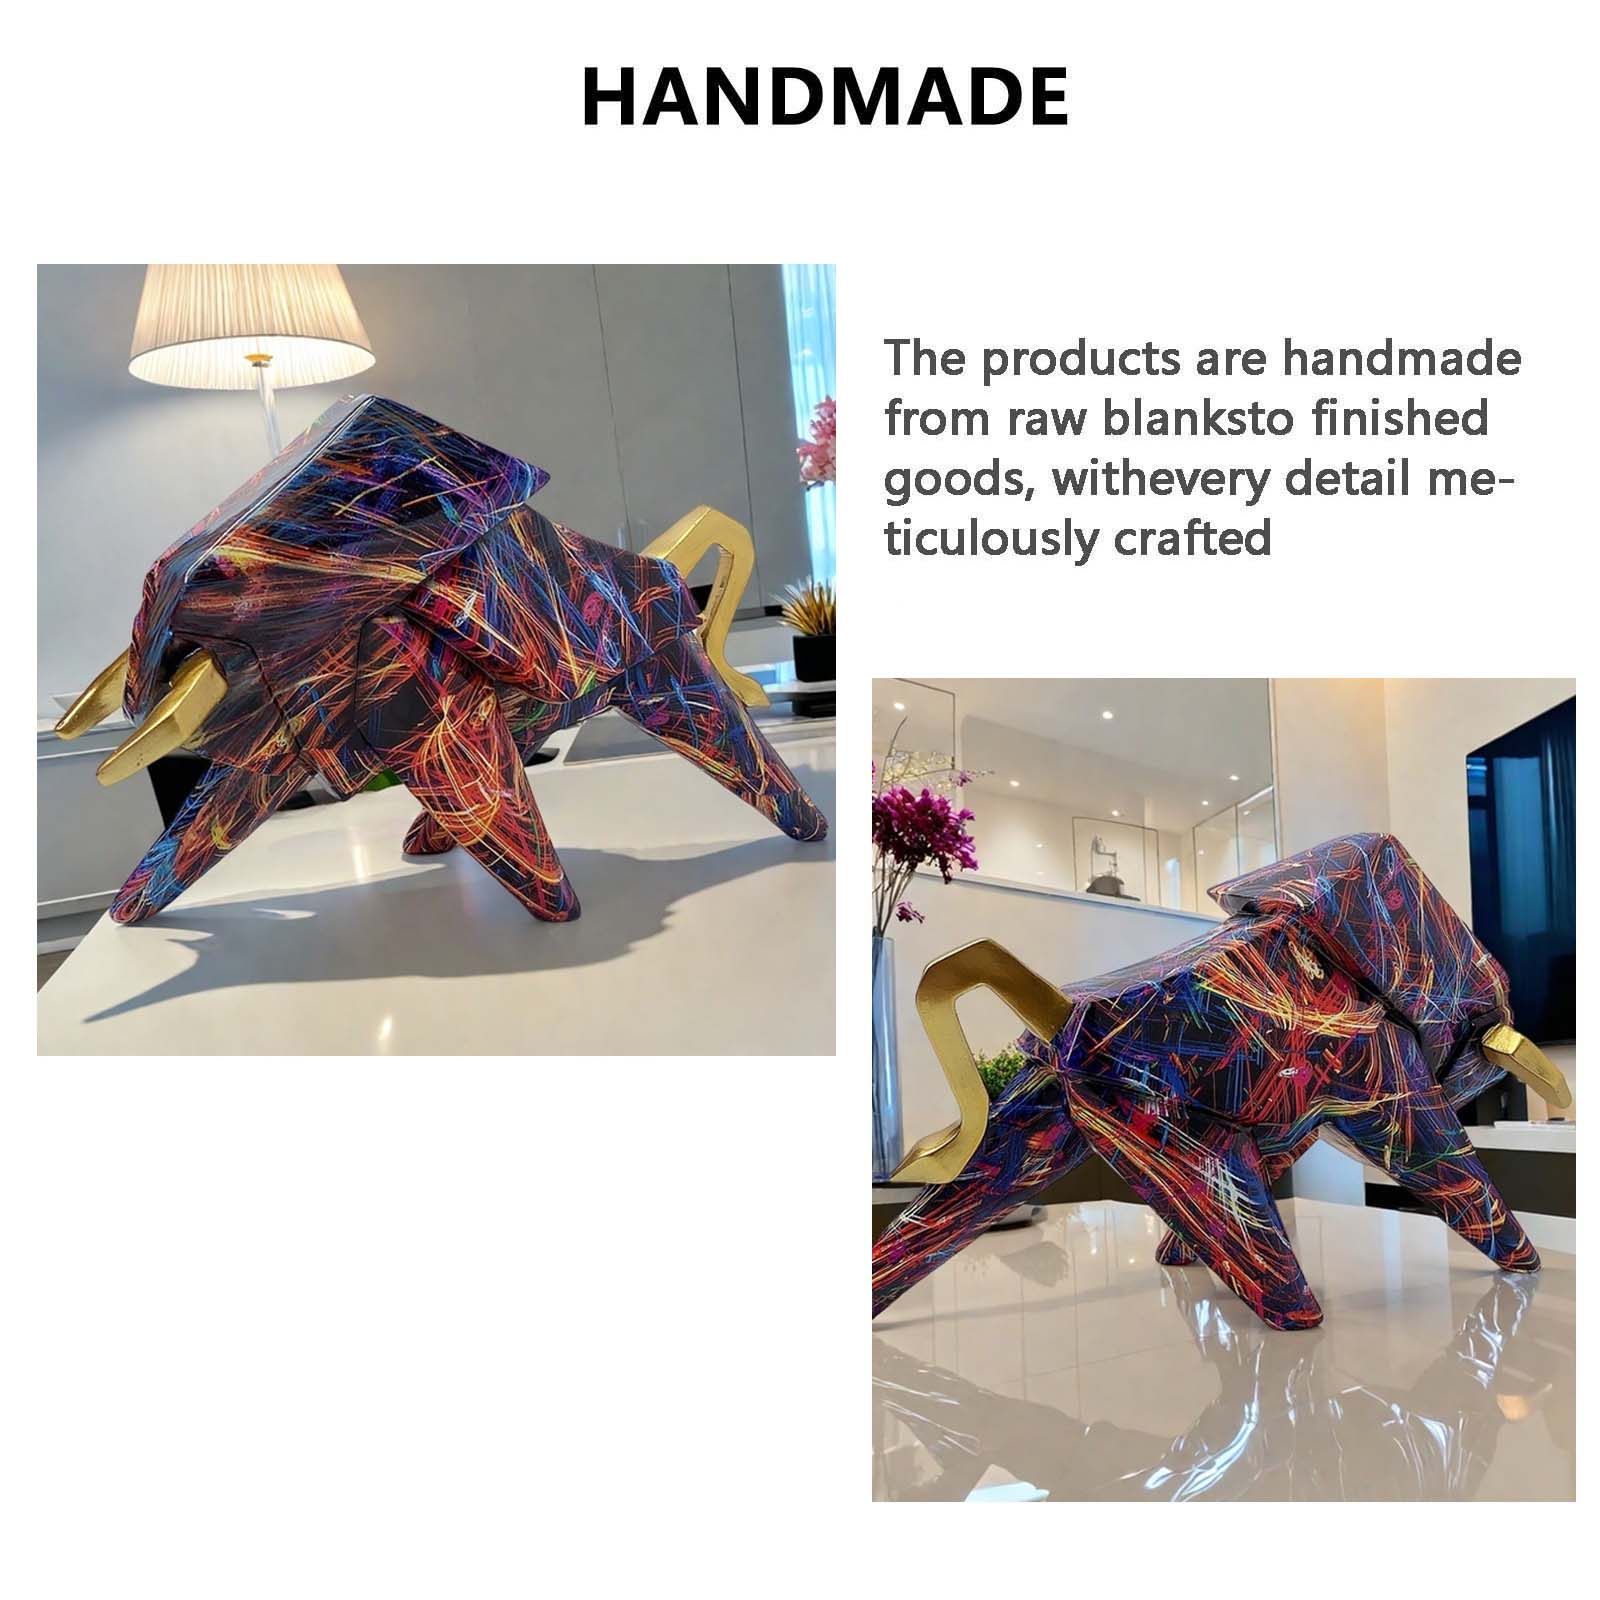 HANDMADE
The products are handmade
from raw blanksto finished
goods, withevery detail me-
ticulously crafted